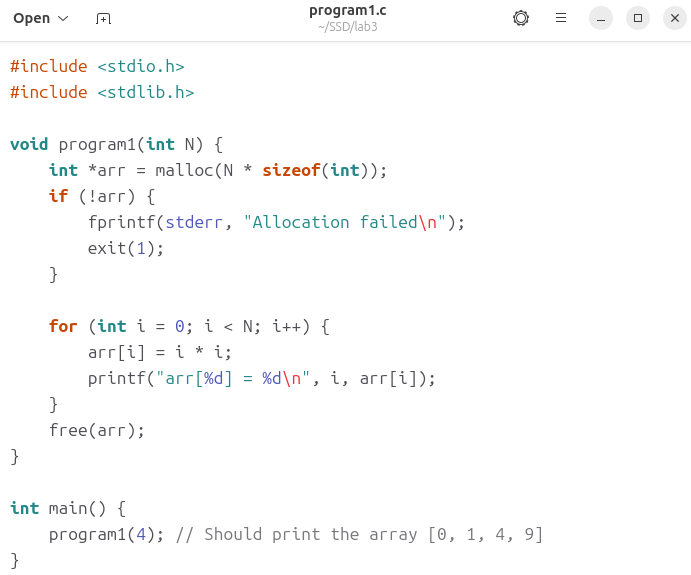 Open
program1.c
~/SSD/lab3
#include <stdio.h>
#include <stdlib.h>

void program1(int N) {
    int *arr = malloc(N * sizeof(int));
    if (!arr) {
        fprintf(stderr, "Allocation failed\n");
        exit(1);
    }

    for (int i = 0; i < N; i++) {
        arr[i] = i * i;
        printf("arr[%d] = %d\n", i, arr[i]);
    }
    free(arr);
}

int main() {
    program1(4); // Should print the array [0, 1, 4, 9]
}